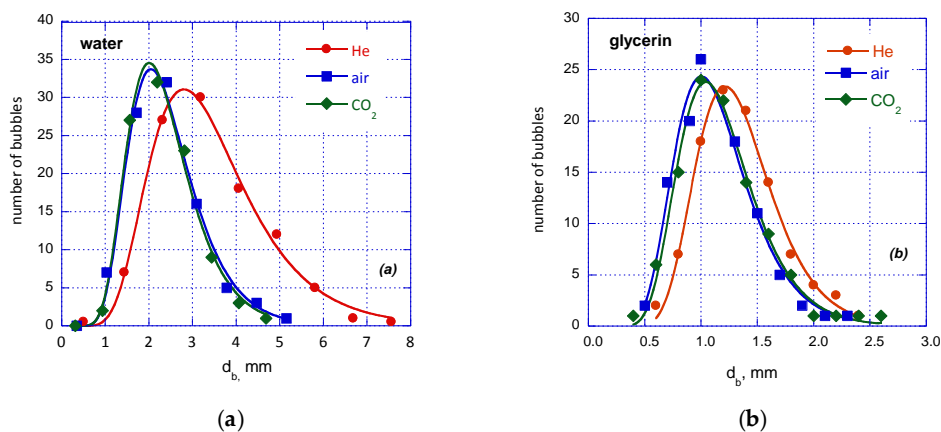 40
35
30
25
20
15
10
5
0
number of bubbles
water
He
air
CO₂
(a)
0 1 2 3 4 5 6 7 8
d_b, mm
(a)
30
25
20
15
10
5
0
number of bubbles
glycerin
He
air
CO₂
(b)
0.0 0.5 1.0 1.5 2.0 2.5 3.0
d_b, mm
(b)